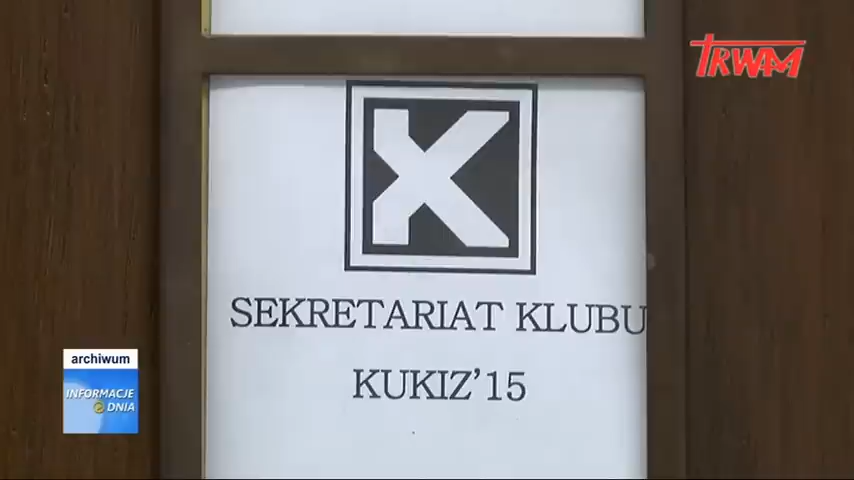 TRWAM
K
SEKRETARIAT KLUBU
KUKIZ'15
archiwum
INFORMACJE
DNIA